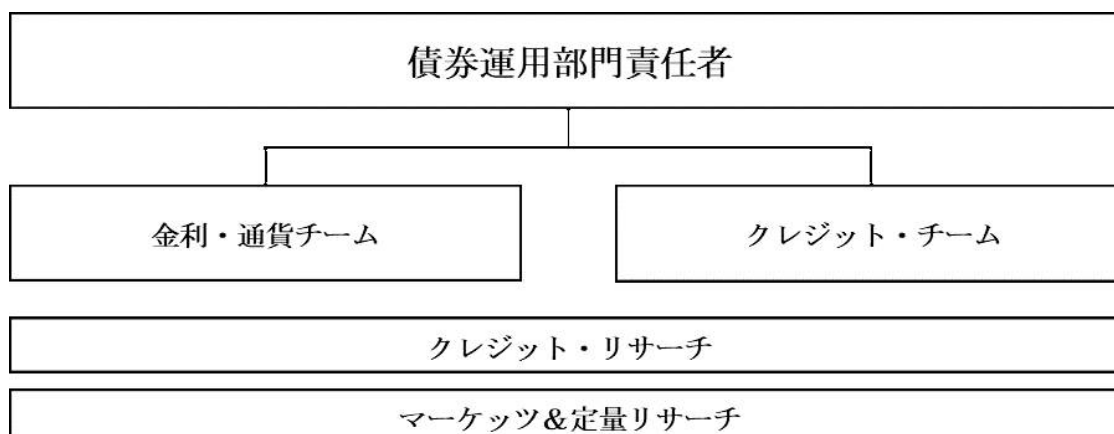 債券運用部門責任者
金利・通貨チーム
クレジット・チーム
クレジット・リサーチ
マーケッツ＆定量リサーチ